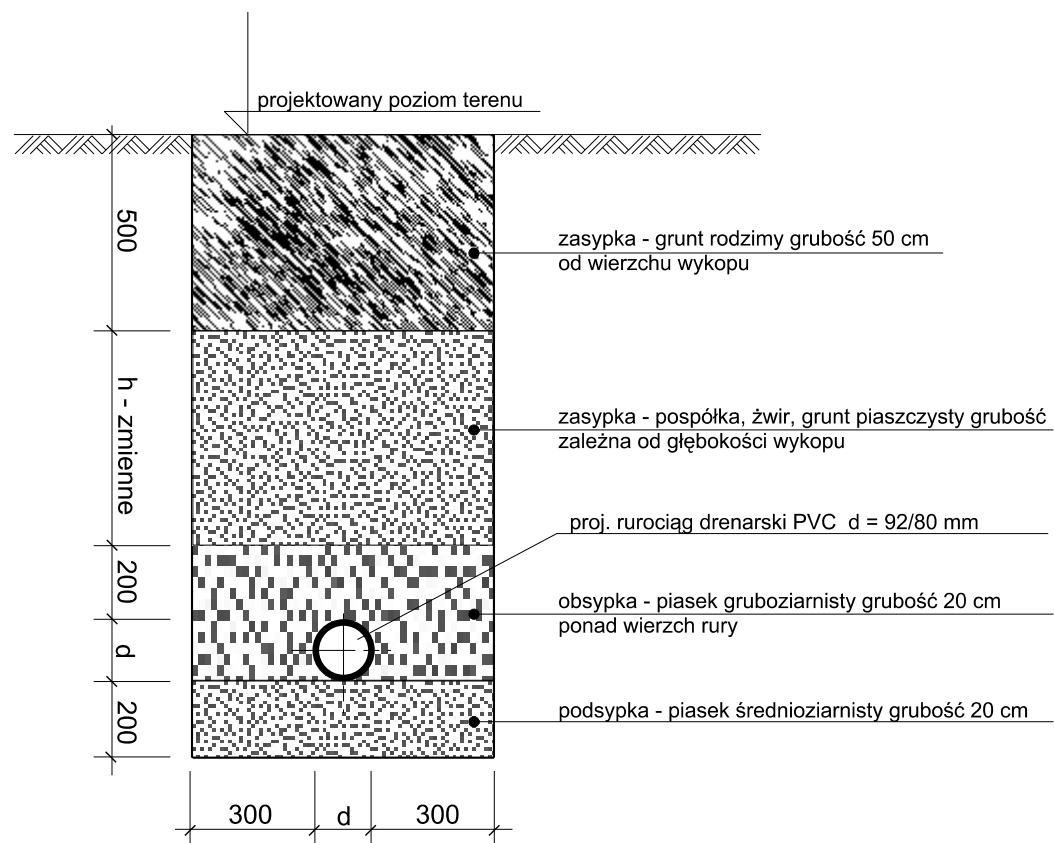 projektowany poziom terenu
500
zasypka - grunt rodzimy grubość 50 cm
od wierzchu wykopu
h - zmienne
zasypka - pospółka, żwir, grunt piaszczysty grubość
zależna od głębokości wykopu
proj. rurociąg drenarski PVC d = 92/80 mm
200
obsypka - piasek gruboziarnisty grubość 20 cm
ponad wierzch rury
d
200
podsypka - piasek średnioziarnisty grubość 20 cm
300 d 300